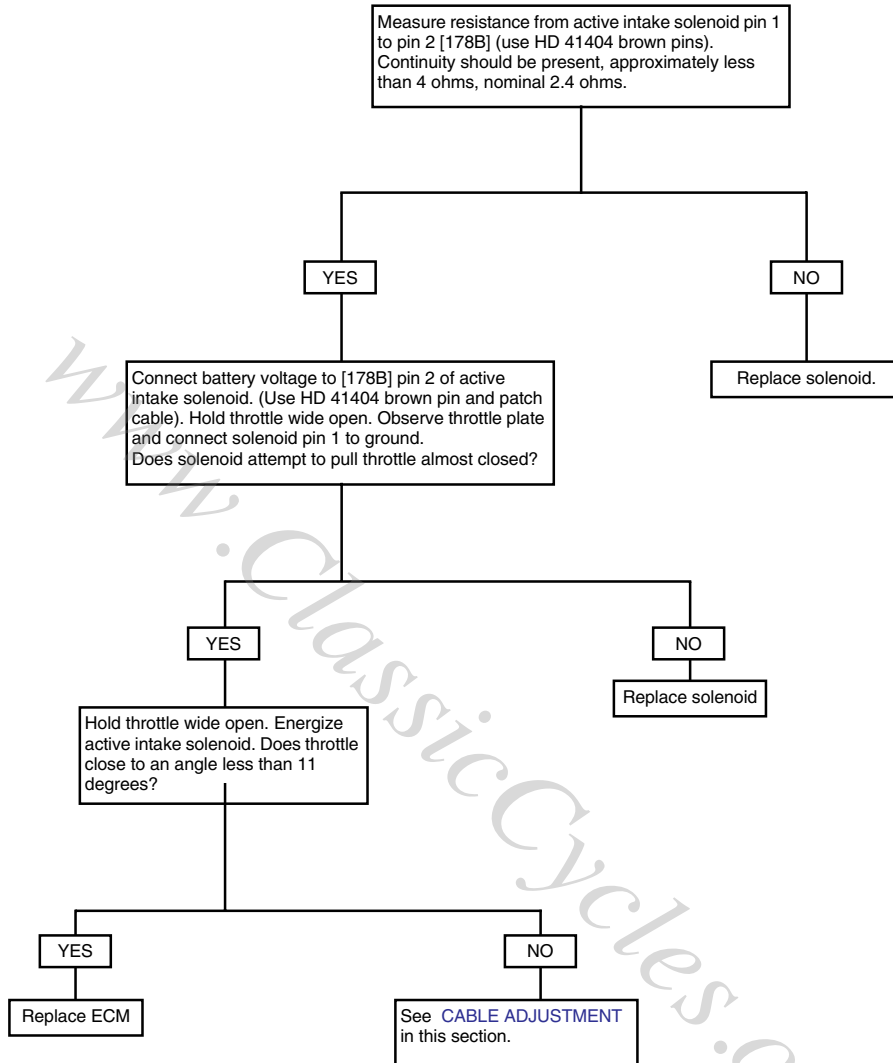 Measure resistance from active intake solenoid pin 1
to pin 2 [178B] (use HD 41404 brown pins).
Continuity should be present, approximately less
than 4 ohms, nominal 2.4 ohms.
YES
NO
Connect battery voltage to [178B] pin 2 of active
intake solenoid. (Use HD 41404 brown pin and patch
cable). Hold throttle wide open. Observe throttle plate
and connect solenoid pin 1 to ground.
Does solenoid attempt to pull throttle almost closed?
Replace solenoid.
YES
NO
Replace solenoid
Hold throttle wide open. Energize
active intake solenoid. Does throttle
close to an angle less than 11
degrees?
YES
NO
Replace ECM
See CABLE ADJUSTMENT
in this section.
www.ClassicCycles.